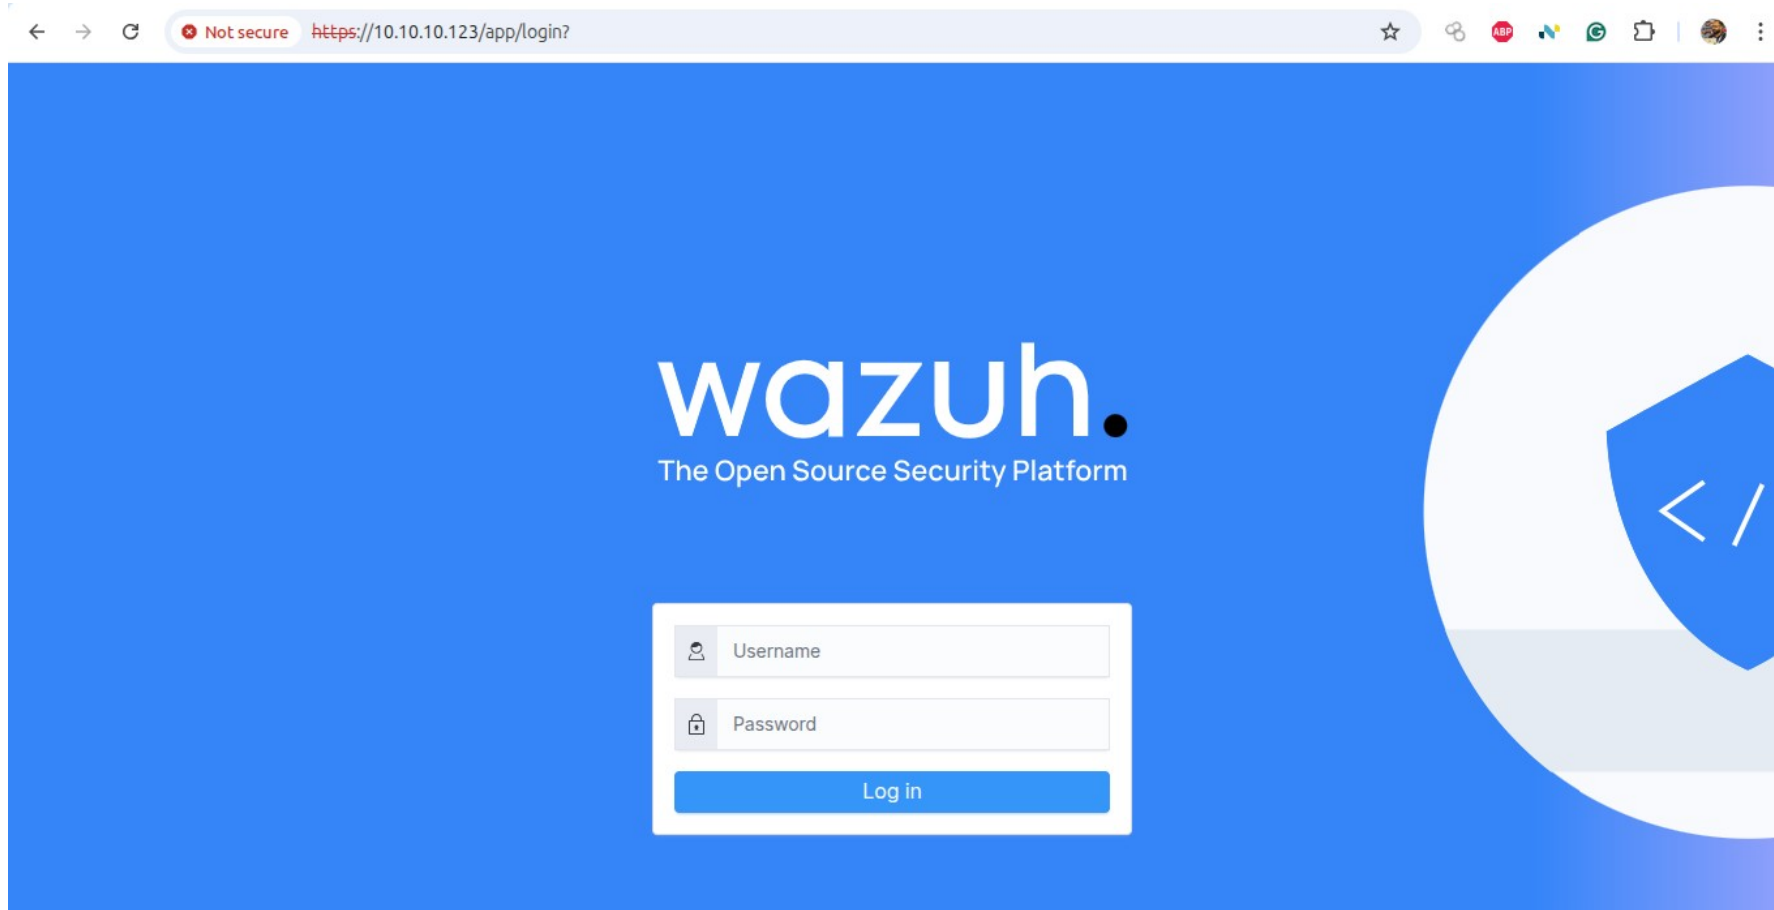 Not secure https://10.10.10.123/app/login?
ABP
wazuh.
The Open Source Security Platform
</
Username
Password
Log in